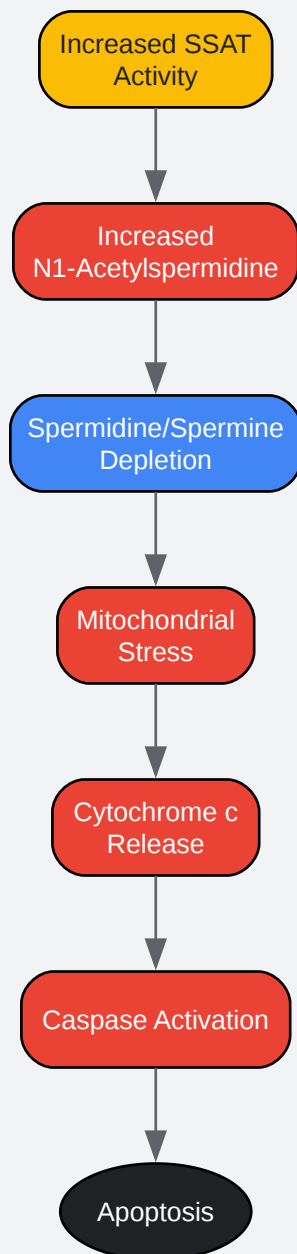 Increased SSAT
Activity
Increased
N1-Acetylspermidine
Spermidine/Spermine
Depletion
Mitochondrial
Stress
Cytochrome c
Release
Caspase Activation
Apoptosis